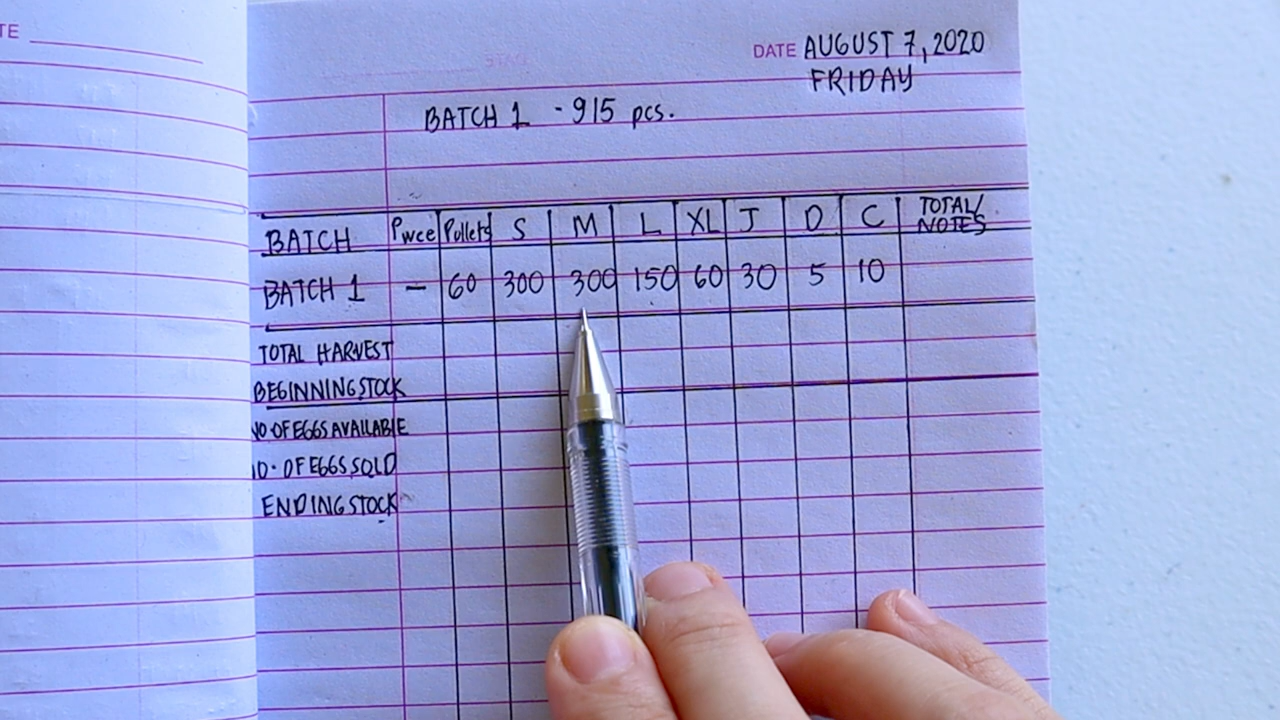 TE
DATE AUGUST 7, 2020
FRIDAY
BATCH 1 - 915 pcs.
BATCH Pwee Pullets S M L XL J D C TOTAL/NOTES
BATCH 1 — 60 300 300 150 60 30 5 10
TOTAL HARVEST
BEGINNING STOCK
NO OF EGGS AVAILABLE
NO. OF EGGS SOLD
ENDING STOCK